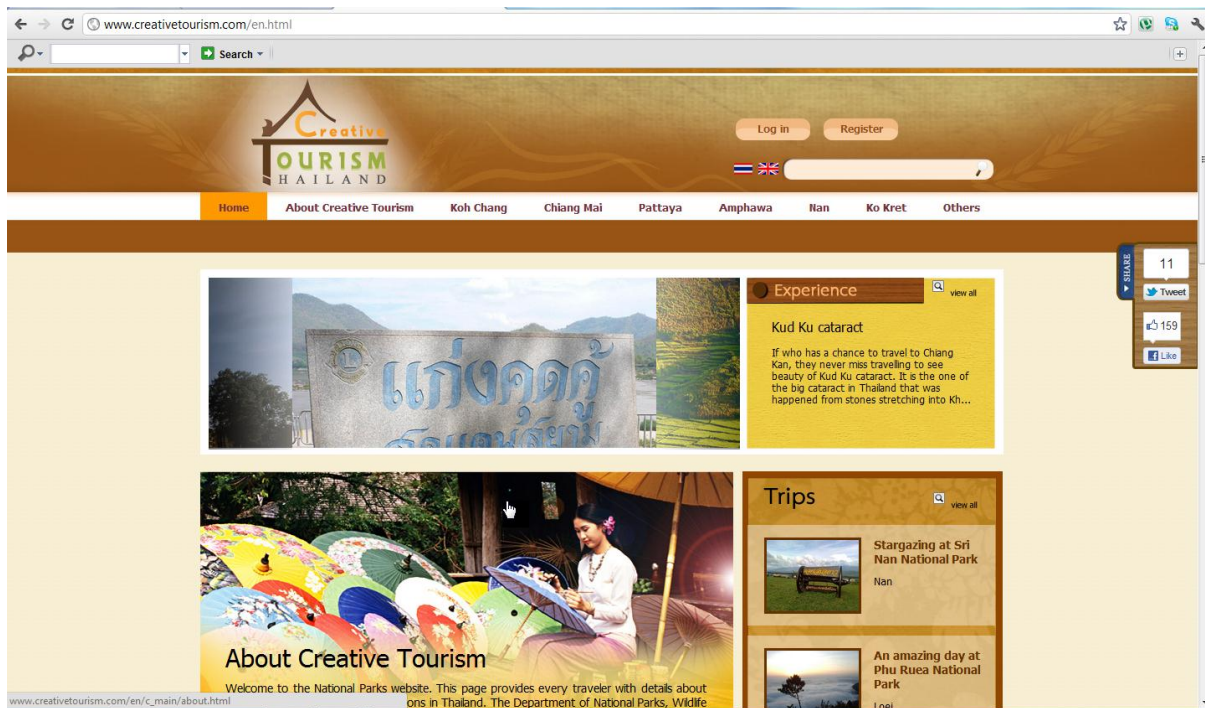 www.creativetourism.com/en.html
Search
Creative
TOURISM
THAILAND
Log in Register
Home About Creative Tourism Koh Chang Chiang Mai Pattaya Amphawa Nan Ko Kret Others
SHARE
11
Tweet
159
Like
แก่งคุดคู้
Experience
view all
Kud Ku cataract
If who has a chance to travel to Chiang
Kan, they never miss travelling to see
beauty of Kud Ku cataract. It is the one of
the big cataract in Thailand that was
happened from stones stretching into Kh...
About Creative Tourism
Welcome to the National Parks website. This page provides every traveler with details about
ons in Thailand. The Department of National Parks, Wildlife
Trips
view all
Stargazing at Sri
Nan National Park
Nan
An amazing day at
Phu Ruea National
Park
Loei
www.creativetourism.com/en/c_main/about.html